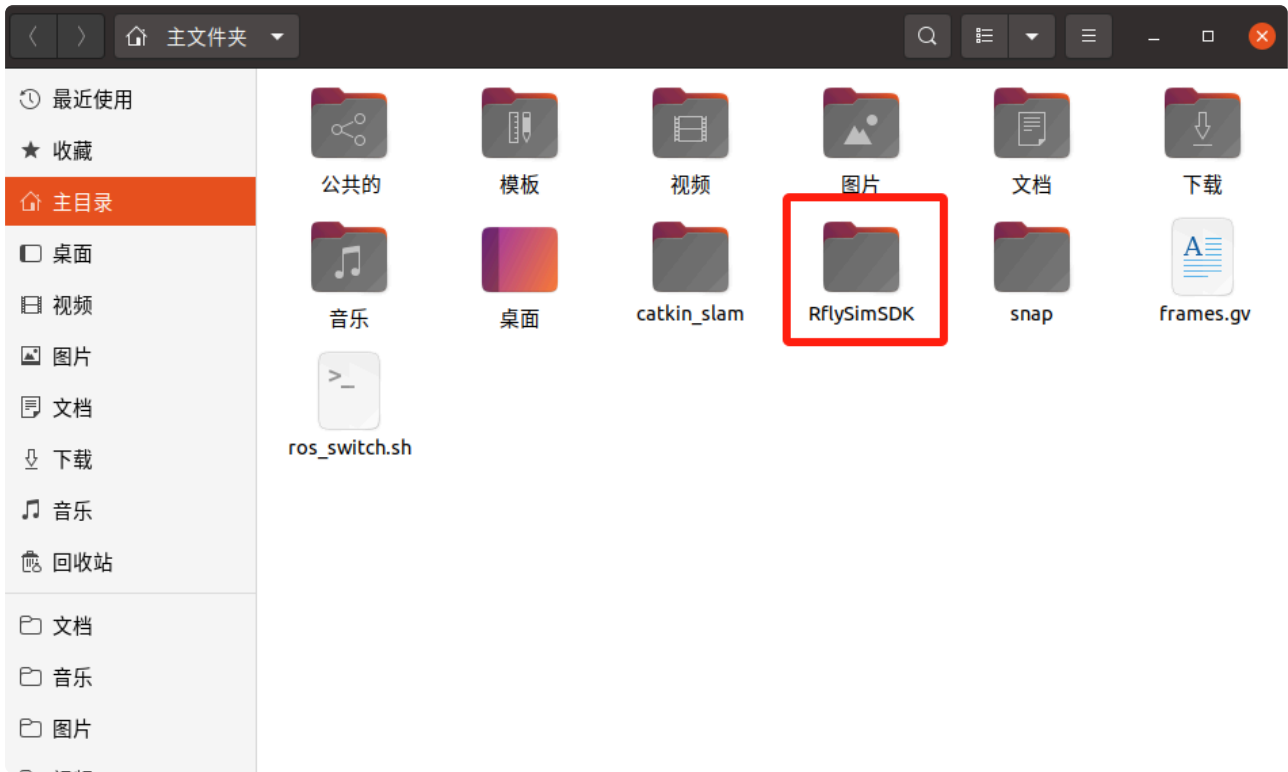 主文件夹
最近使用
收藏
主目录
桌面
视频
图片
文档
下载
音乐
回收站
文档
音乐
图片
公共的
模板
视频
图片
文档
下载
音乐
桌面
catkin_slam
RflySimSDK
snap
frames.gv
ros_switch.sh